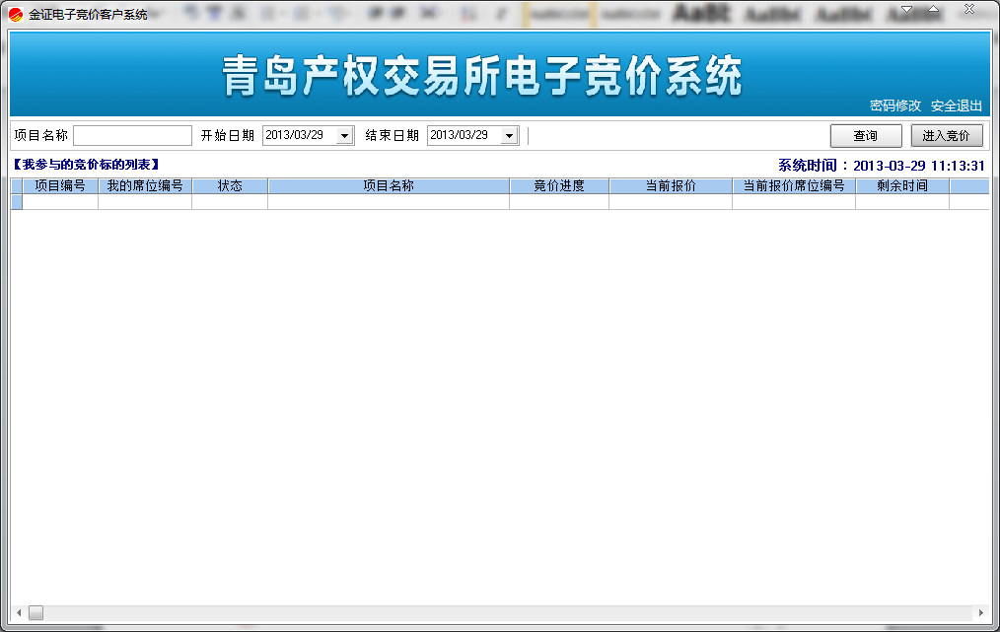 金证电子竞价客户系统
青岛产权交易所电子竞价系统
密码修改 安全退出
项目名称 开始日期 2013/03/29 结束日期 2013/03/29 查询 进入竞价
【我参与的竞价标的列表】 系统时间：2013-03-29 11:13:31
项目编号 我的席位编号 状态 项目名称 竞价进度 当前报价 当前报价席位编号 剩余时间